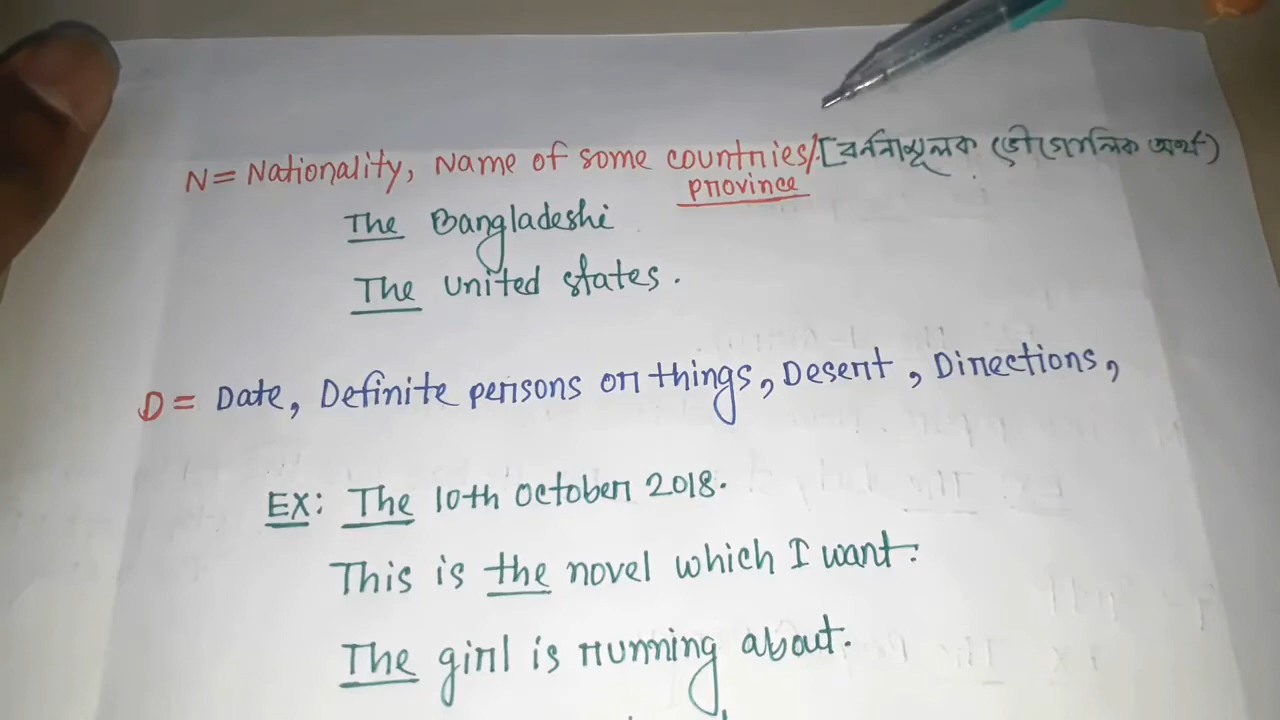 N= Nationality, Name of some countries/. [বর্ননামূলক ভৌগোলিক অর্থ)
province
The Bangladeshi
The united states.
D= Date, Definite persons or things, Desert, Directions,
EX: The 10th october 2018.
This is the novel which I want.
The girl is running about.